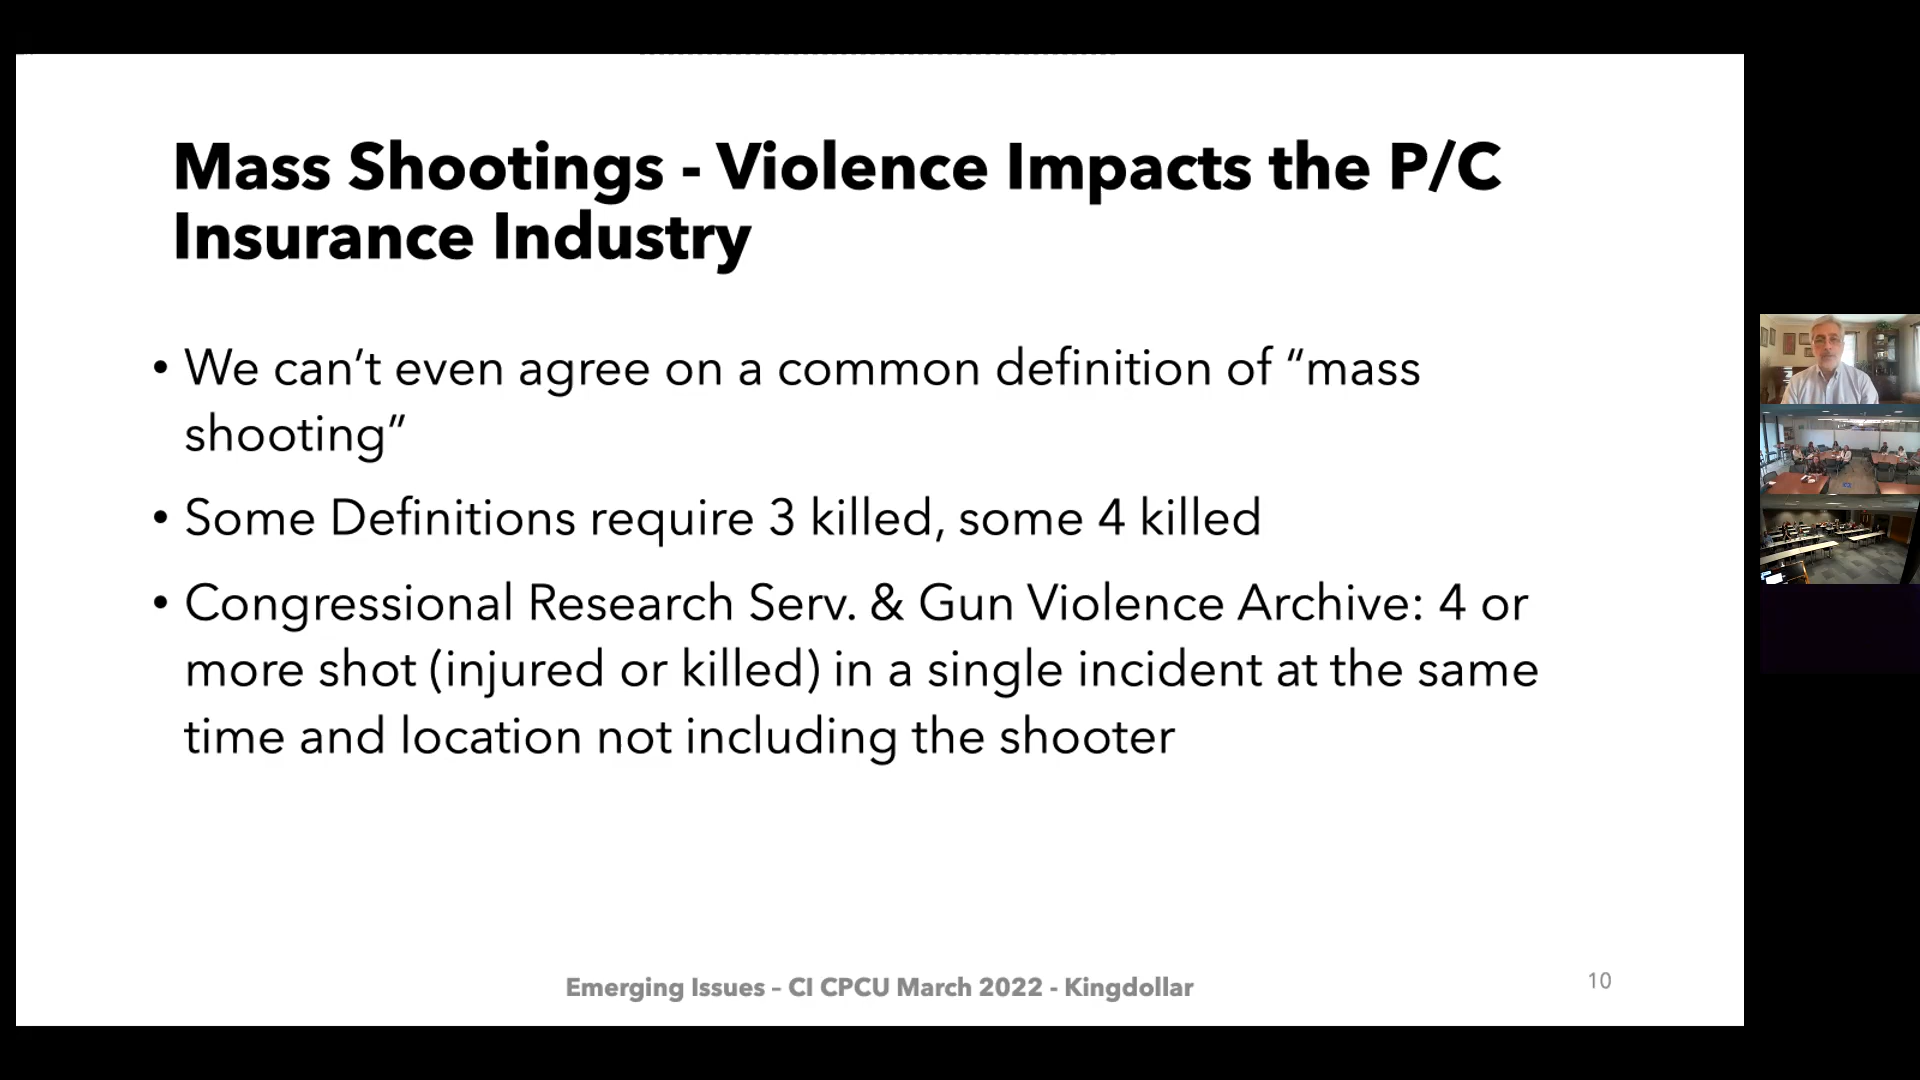 Mass Shootings - Violence Impacts the P/C
Insurance Industry
• We can’t even agree on a common definition of “mass
shooting”
• Some Definitions require 3 killed, some 4 killed
• Congressional Research Serv. & Gun Violence Archive: 4 or
more shot (injured or killed) in a single incident at the same
time and location not including the shooter
Emerging Issues – CI CPCU March 2022 - Kingdollar
10